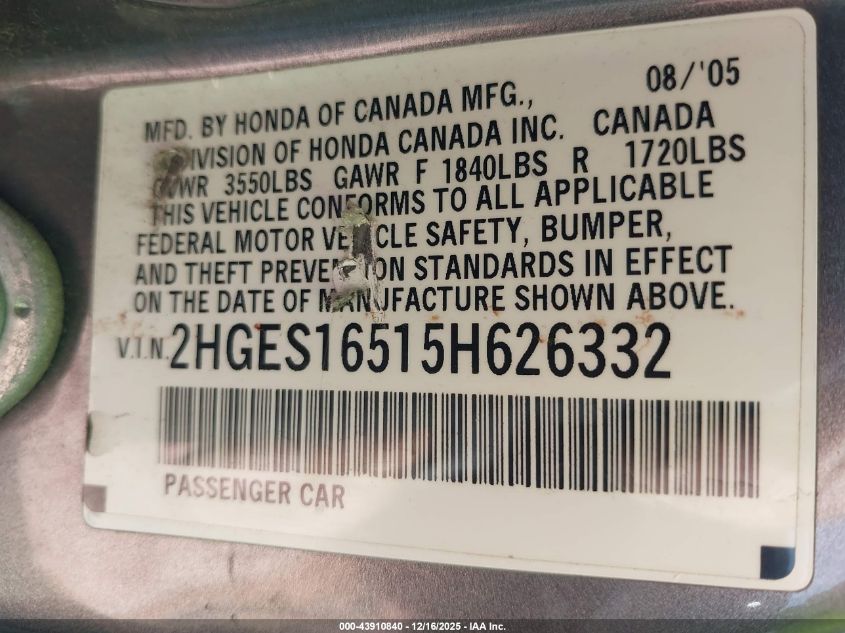 08/'05
MFD. BY HONDA OF CANADA MFG.,
DIVISION OF HONDA CANADA INC. CANADA
GVWR 3550LBS GAWR F 1840LBS R 1720LBS
THIS VEHICLE CONFORMS TO ALL APPLICABLE
FEDERAL MOTOR VEHICLE SAFETY, BUMPER,
AND THEFT PREVENTION STANDARDS IN EFFECT
ON THE DATE OF MANUFACTURE SHOWN ABOVE.
V.I.N. 2HGES16515H626332
PASSENGER CAR
000-43910840 - 12/16/2025 - IAA Inc.